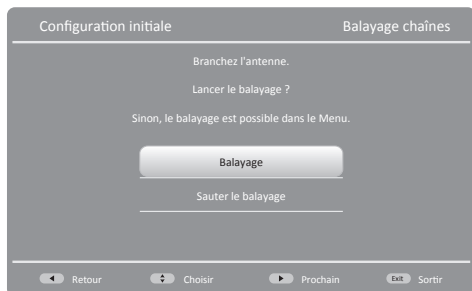 Configuration initiale
Balayage chaînes
Branchez l'antenne.
Lancer le balayage ?
Sinon, le balayage est possible dans le Menu.
Balayage
Sauter le balayage
Retour
Choisir
Prochain
Exit Sortir